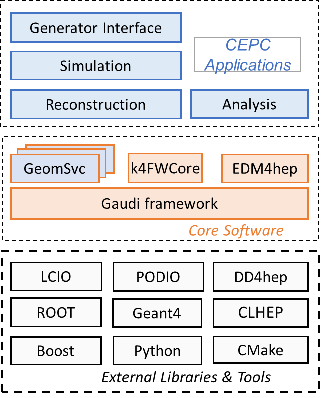 Generator Interface
CEPC
Applications
Simulation
Reconstruction
Analysis
GeomSvc
k4FWCore
EDM4hep
Gaudi framework
Core Software
LCIO
PODIO
DD4hep
ROOT
Geant4
CLHEP
Boost
Python
CMake
External Libraries & Tools